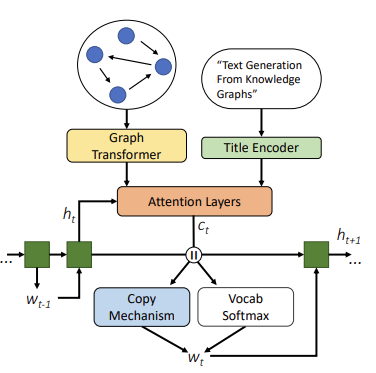 “Text Generation
From Knowledge
Graphs”
Graph
Transformer
Title Encoder
Attention Layers
h_t
c_t
h_{t+1}
...
...
w_{t-1}
Copy
Mechanism
Vocab
Softmax
w_t